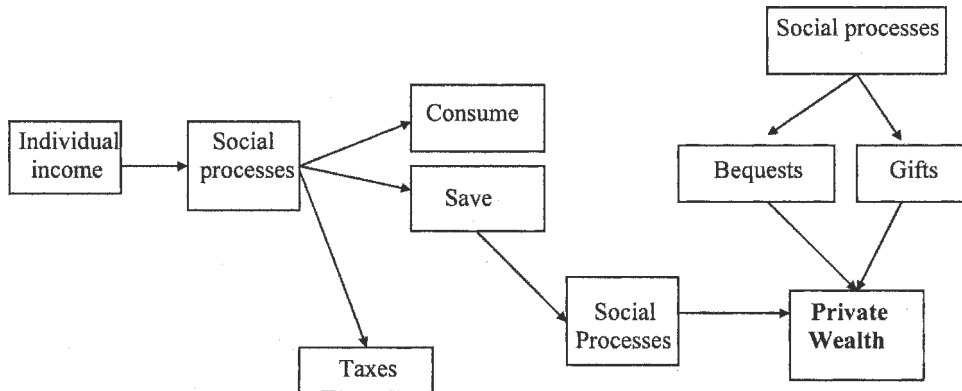 Social processes
Individual
income
Social
processes
Consume
Save
Bequests
Gifts
Social
Processes
Private
Wealth
Taxes